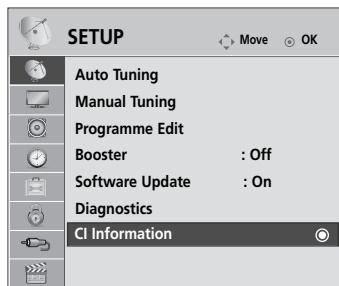 SETUP Move OK
Auto Tuning
Manual Tuning
Programme Edit
Booster : Off
Software Update : On
Diagnostics
CI Information